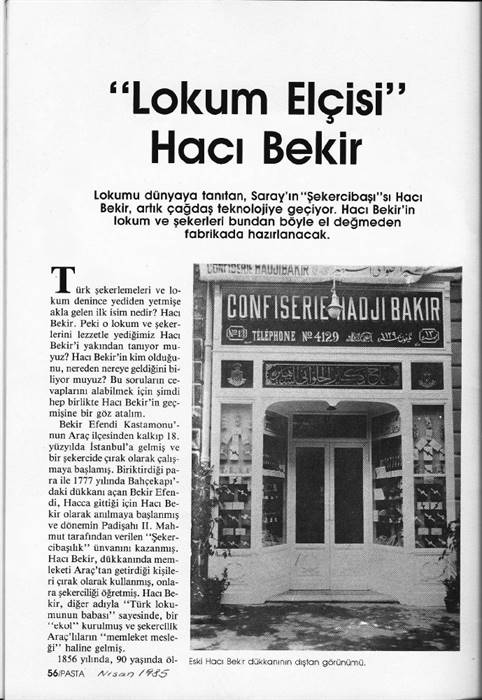 “Lokum Elçisi”
Hacı Bekir
Lokumu dünyaya tanıtan, Saray’ın “Şekercibaşı”sı Hacı
Bekir, artık çağdaş teknolojiye geçiyor. Hacı Bekir’in
lokum ve şekerleri bundan böyle el değmeden
fabrikada hazırlanacak.
Türk şekerlemeleri ve lo-
kum denince yediden yetmişe
akla gelen ilk isim nedir? Hacı
Bekir. Peki o lokum ve şeker-
lerini lezzetle yediğimiz Hacı
Bekir’i yakından tanıyor mu-
yuz? Hacı Bekir’in kim olduğu-
nu, nereden nereye geldiğini bi-
liyor muyuz? Bu soruların ce-
vaplarını alabilmek için şimdi
hep birlikte Hacı Bekir’in geç-
mişine bir göz atalım.
Bekir Efendi Kastamonu’-
nun Araç ilçesinden kalkıp 18.
yüzyılda İstanbul’a gelmiş ve
bir şekercide çırak olarak çalış-
maya başlamış. Biriktirdiği pa-
ra ile 1777 yılında Bahçekapı’-
daki dükkanı açan Bekir Efen-
di, Hacca gittiği için Hacı Be-
kir olarak anılmaya başlanmış
ve dönemin Padişahı II. Mah-
mut tarafından verilen “Şeker-
cibaşılık” ünvanını kazanmış.
Hacı Bekir, dükkanında mem-
leketi Araç’tan getirdiği kişile-
ri çırak olarak kullanmış, onla-
ra şekerciliği öğretmiş. Hacı Be-
kir, diğer adıyla “Türk loku-
munun babası” sayesinde, bir
“ekol” kurulmuş ve şekercilik
Araç’lıların “memleket mesle-
ği” haline gelmiş.
1856 yılında, 90 yaşında öl-
CONFISERIE HADJI BAKIR
CONFISERIE HADJI BAKIR
No 13 TÉLÉPHONE No 4129
Eski Hacı Bekir dükkanının dıştan görünümü.
56/PASTA Nisan 1985